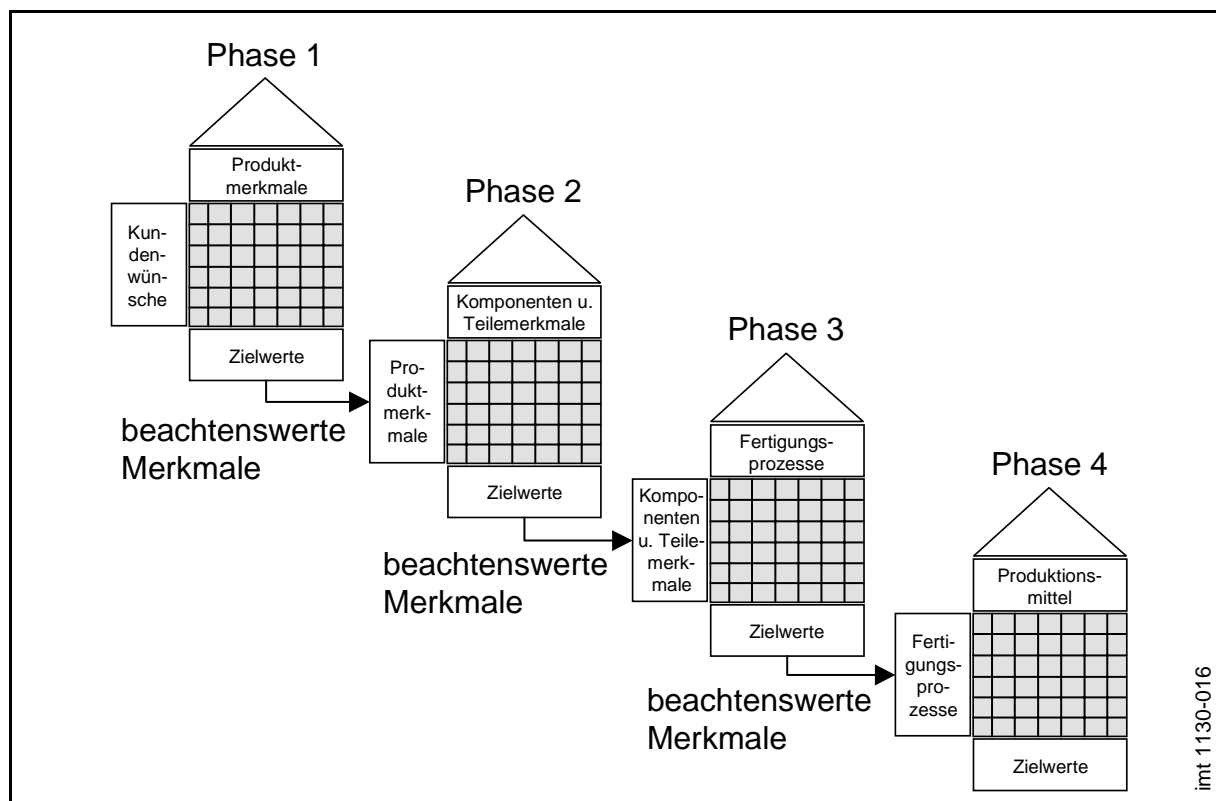 Phase 1
Produkt-
merkmale
Kun-
den-
wün-
sche
Zielwerte
beachtenswerte
Merkmale
Phase 2
Komponenten u.
Teilemerkmale
Pro-
dukt-
merk-
male
Zielwerte
beachtenswerte
Merkmale
Phase 3
Fertigungs-
prozesse
Kompo-
nenten
u. Teile-
merk-
male
Zielwerte
beachtenswerte
Merkmale
Phase 4
Produktions-
mittel
Ferti-
gungs-
pro-
zesse
Zielwerte
imt 1130-016